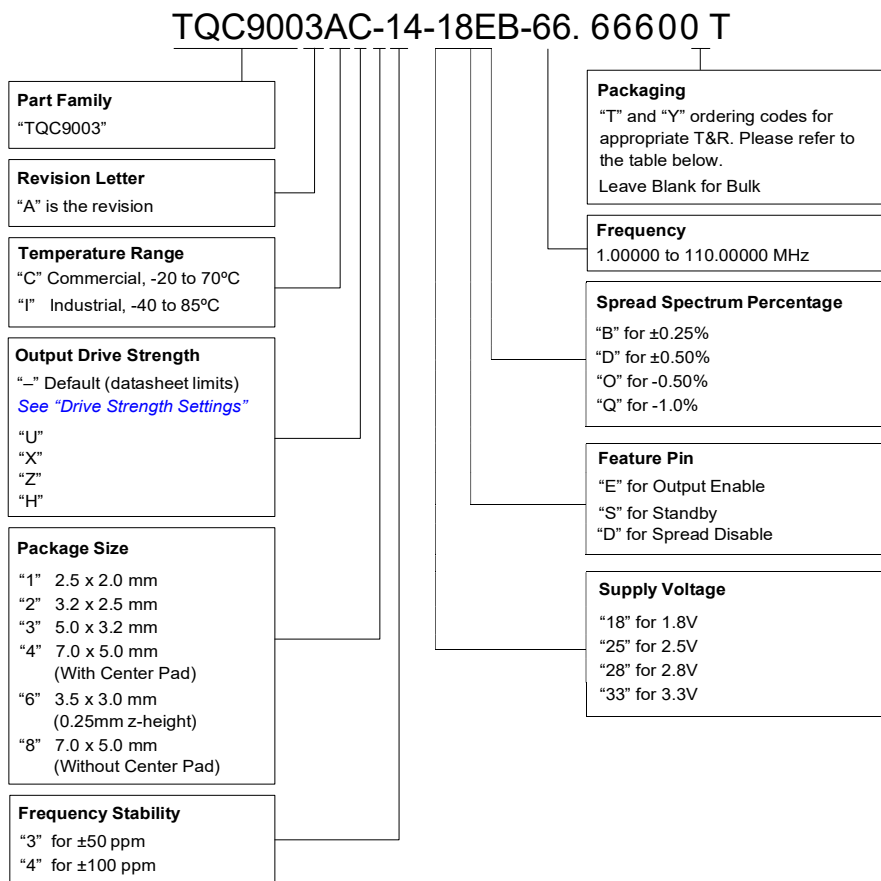 TQC9003AC-14-18EB-66. 66600 T
Part Family
“TQC9003”
Revision Letter
“A” is the revision
Temperature Range
“C” Commercial, -20 to 70ºC
“I” Industrial, -40 to 85ºC
Output Drive Strength
“–” Default (datasheet limits)
See “Drive Strength Settings”
“U”
“X”
“Z”
“H”
Package Size
“1” 2.5 x 2.0 mm
“2” 3.2 x 2.5 mm
“3” 5.0 x 3.2 mm
“4” 7.0 x 5.0 mm
(With Center Pad)
“6” 3.5 x 3.0 mm
(0.25mm z-height)
“8” 7.0 x 5.0 mm
(Without Center Pad)
Frequency Stability
“3” for ±50 ppm
“4” for ±100 ppm
Packaging
“T” and “Y” ordering codes for
appropriate T&R. Please refer to
the table below.
Leave Blank for Bulk
Frequency
1.00000 to 110.00000 MHz
Spread Spectrum Percentage
“B” for ±0.25%
“D” for ±0.50%
“O” for -0.50%
“Q” for -1.0%
Feature Pin
“E” for Output Enable
“S” for Standby
“D” for Spread Disable
Supply Voltage
“18” for 1.8V
“25” for 2.5V
“28” for 2.8V
“33” for 3.3V